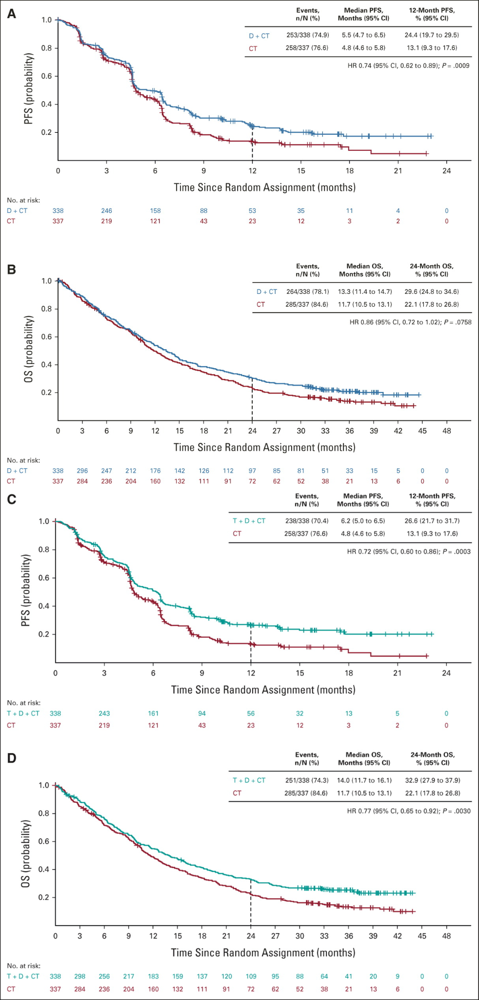 A
Events, Median PFS, 12-Month PFS,
n/N (%) Months (95% CI) % (95% CI)
D + CT 253/338 (74.9) 5.5 (4.7 to 6.5) 24.4 (19.7 to 29.5)
CT 258/337 (76.6) 4.8 (4.6 to 5.8) 13.1 (9.3 to 17.6)
HR 0.74 (95% CI, 0.62 to 0.89); P = .0009
PFS (probability)
1.0
0.8
0.6
0.4
0.2
0 3 6 9 12 15 18 21 24
Time Since Random Assignment (months)
No. at risk:
D + CT 338 246 158 88 53 35 11 4 0
CT 337 219 121 43 23 12 3 2 0
B
Events, Median OS, 24-Month OS,
n/N (%) Months (95% CI) % (95% CI)
D + CT 264/338 (78.1) 13.3 (11.4 to 14.7) 29.6 (24.8 to 34.6)
CT 285/337 (84.6) 11.7 (10.5 to 13.1) 22.1 (17.8 to 26.8)
HR 0.86 (95% CI, 0.72 to 1.02); P = .0758
OS (probability)
1.0
0.8
0.6
0.4
0.2
0 3 6 9 12 15 18 21 24 27 30 33 36 39 42 45 48
Time Since Random Assignment (months)
No. at risk:
D + CT 338 296 247 212 176 142 126 112 97 85 81 51 33 15 5 0 0
CT 337 284 236 204 160 132 111 91 72 62 52 38 21 13 6 0 0
C
Events, Median PFS, 12-Month PFS,
n/N (%) Months (95% CI) % (95% CI)
T + D + CT 238/338 (70.4) 6.2 (5.0 to 6.5) 26.6 (21.7 to 31.7)
CT 258/337 (76.6) 4.8 (4.6 to 5.8) 13.1 (9.3 to 17.6)
HR 0.72 (95% CI, 0.60 to 0.86); P = .0003
PFS (probability)
1.0
0.8
0.6
0.4
0.2
0 3 6 9 12 15 18 21 24
Time Since Random Assignment (months)
No. at risk:
T + D + CT 338 243 161 94 56 32 13 5 0
CT 337 219 121 43 23 12 3 2 0
D
Events, Median OS, 24-Month OS,
n/N (%) Months (95% CI) % (95% CI)
T + D + CT 251/338 (74.3) 14.0 (11.7 to 16.1) 32.9 (27.9 to 37.9)
CT 285/337 (84.6) 11.7 (10.5 to 13.1) 22.1 (17.8 to 26.8)
HR 0.77 (95% CI, 0.65 to 0.92); P = .0030
OS (probability)
1.0
0.8
0.6
0.4
0.2
0 3 6 9 12 15 18 21 24 27 30 33 36 39 42 45 48
Time Since Random Assignment (months)
No. at risk:
T + D + CT 338 298 256 217 183 159 137 120 109 95 88 64 41 20 9 0 0
CT 337 284 236 204 160 132 111 91 72 62 52 38 21 13 6 0 0